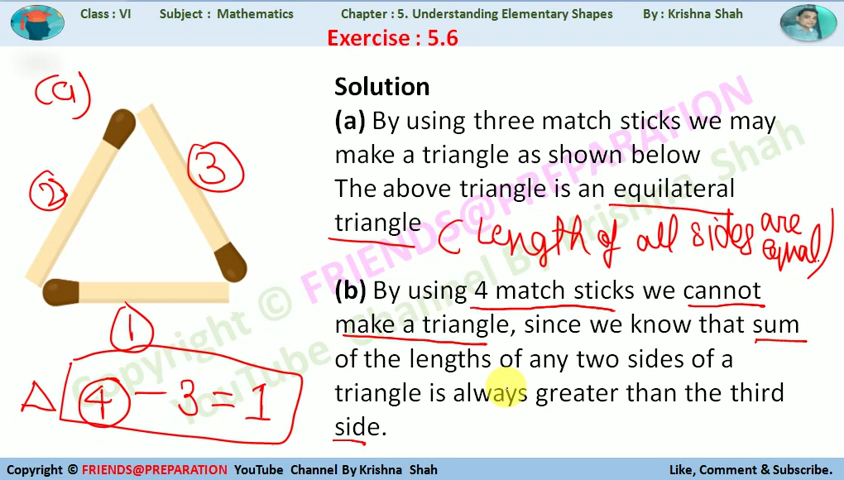 Class : VI Subject : Mathematics Chapter : 5. Understanding Elementary Shapes By : Krishna Shah
Exercise : 5.6
(a)
2
3
1
△ 4 - 3 = 1
Solution
(a) By using three match sticks we may
make a triangle as shown below
The above triangle is an equilateral
triangle ( Length of all sides are equal)
(b) By using 4 match sticks we cannot
make a triangle, since we know that sum
of the lengths of any two sides of a
triangle is always greater than the third
side.
Copyright © FRIENDS@PREPARATION
YouTube Channel By Krishna Shah
Copyright © FRIENDS@PREPARATION YouTube Channel By Krishna Shah Like, Comment & Subscribe.